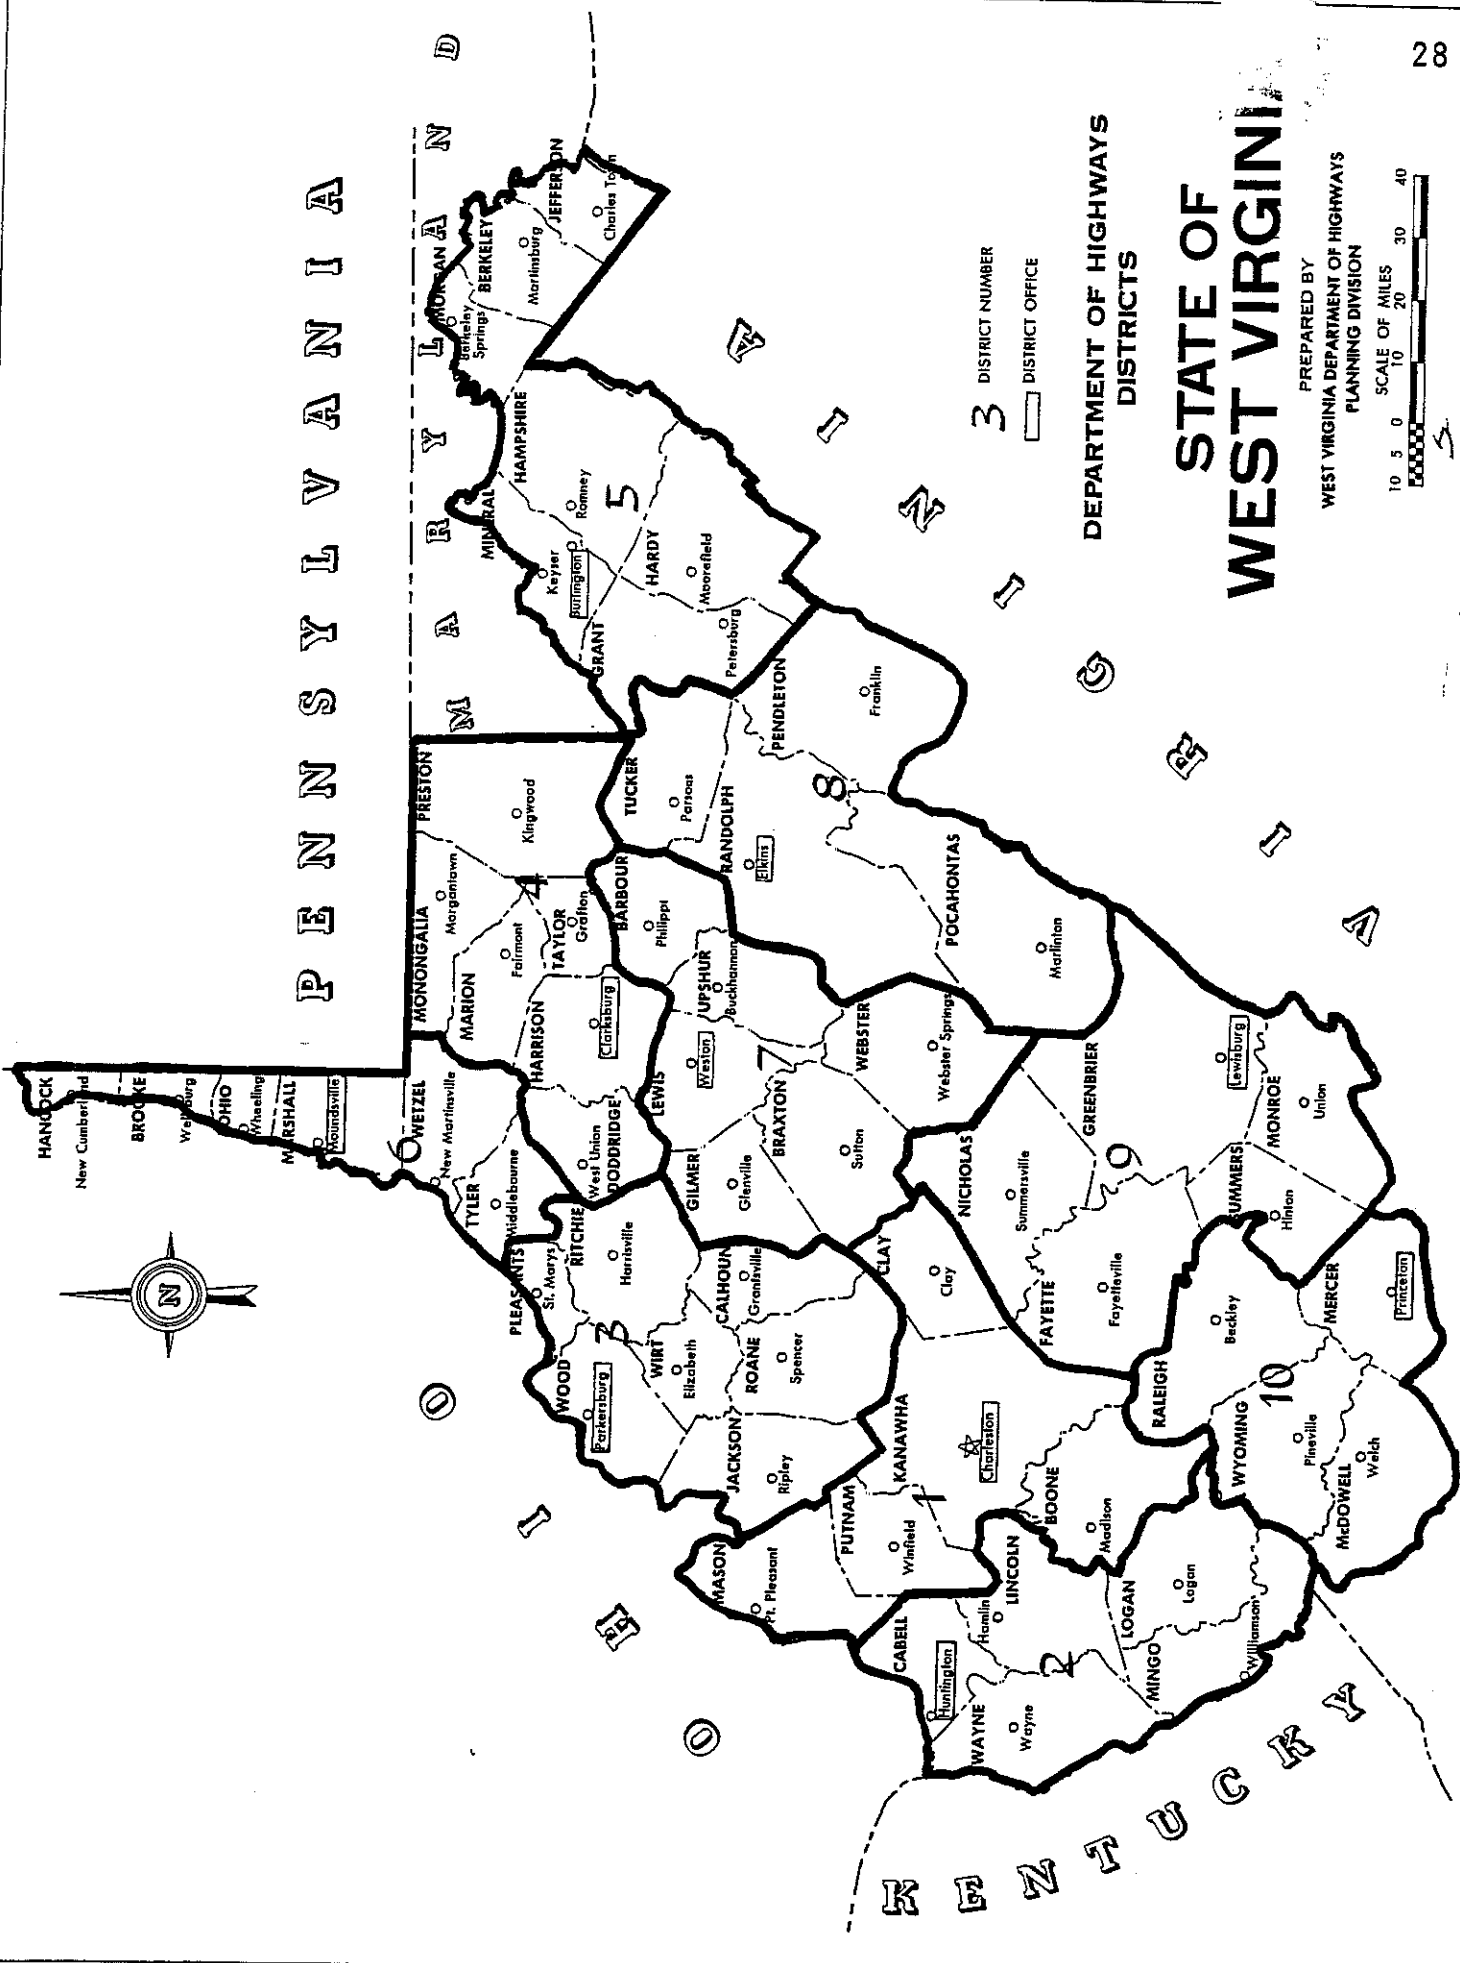 28
PENNSYLVANIA
MARYLAND
OHIO
KENTUCKY
VIRGINIA
N
HANCOCK
New Cumberland
BROOKE
Wellsburg
OHIO
Wheeling
MARSHALL
Moundsville
6
WETZEL
New Martinsville
TYLER
Middlebourne
PLEASANTS
St. Marys
RITCHIE
Harrisville
WOOD
Parkersburg
3
WIRT
Elizabeth
CALHOUN
Grantsville
ROANE
Spencer
JACKSON
Ripley
MONONGALIA
Morgantown
PRESTON
Kingwood
MARION
Fairmont
4
TAYLOR
Grafton
HARRISON
Clarksburg
DODDRIDGE
West Union
BARBOUR
Philippi
LEWIS
Weston
UPSHUR
Buckhannon
GILMER
Glenville
BRAXTON
Sutton
7
WEBSTER
Webster Springs
TUCKER
Parsons
RANDOLPH
Elkins
8
PENDLETON
Franklin
POCAHONTAS
Marlinton
MORGAN
Berkeley
Springs
BERKELEY
Martinsburg
JEFFERSON
Charles Town
HAMPSHIRE
Romney
5
MINERAL
Keyser
Burlington
GRANT
Petersburg
HARDY
Moorefield
MASON
Pt. Pleasant
PUTNAM
Winfield
1
KANAWHA
Charleston
CLAY
Clay
BOONE
Madison
CABELL
Huntington
LINCOLN
Hamlin
2
WAYNE
Wayne
LOGAN
Logan
MINGO
Williamson
NICHOLAS
Summersville
FAYETTE
Fayetteville
9
GREENBRIER
Lewisburg
SUMMERS
Hinton
MONROE
Union
RALEIGH
Beckley
10
WYOMING
Pineville
McDOWELL
Welch
MERCER
Princeton
3 DISTRICT NUMBER
DISTRICT OFFICE
DEPARTMENT OF HIGHWAYS
DISTRICTS
STATE OF
WEST VIRGINIA
PREPARED BY
WEST VIRGINIA DEPARTMENT OF HIGHWAYS
PLANNING DIVISION
SCALE OF MILES
10 5 0 10 20 30 40
5